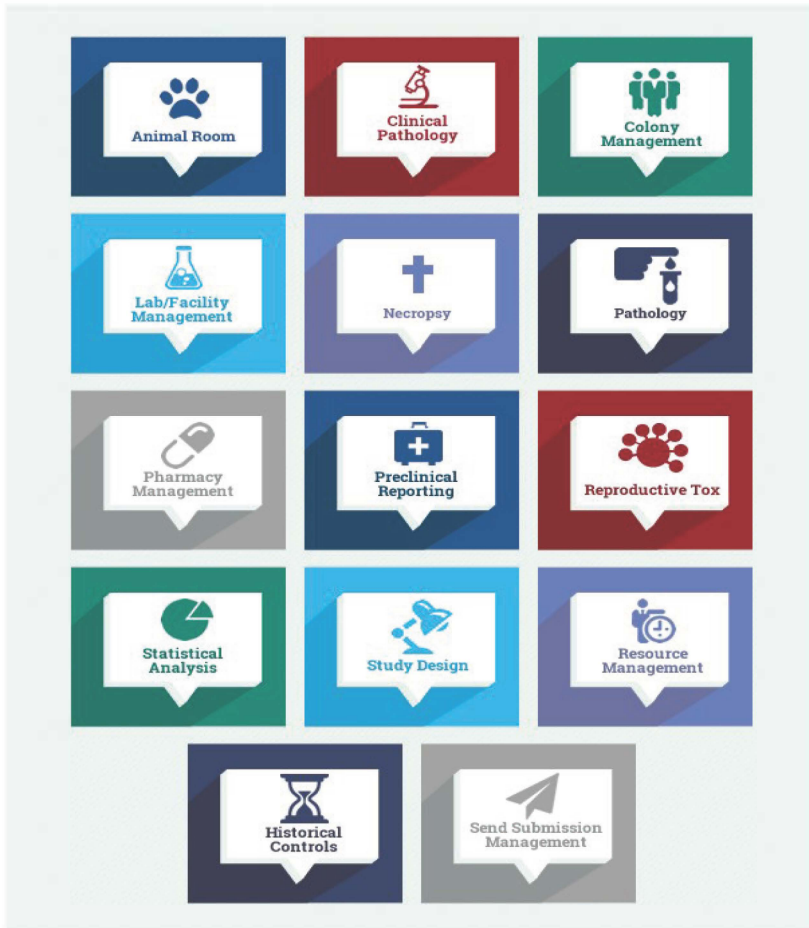 Animal Room
Clinical
Pathology
Colony
Management
Lab/Facility
Management
Necropsy
Pathology
Pharmacy
Management
Preclinical
Reporting
Reproductive Tox
Statistical
Analysis
Study Design
Resource
Management
Historical
Controls
Send Submission
Management